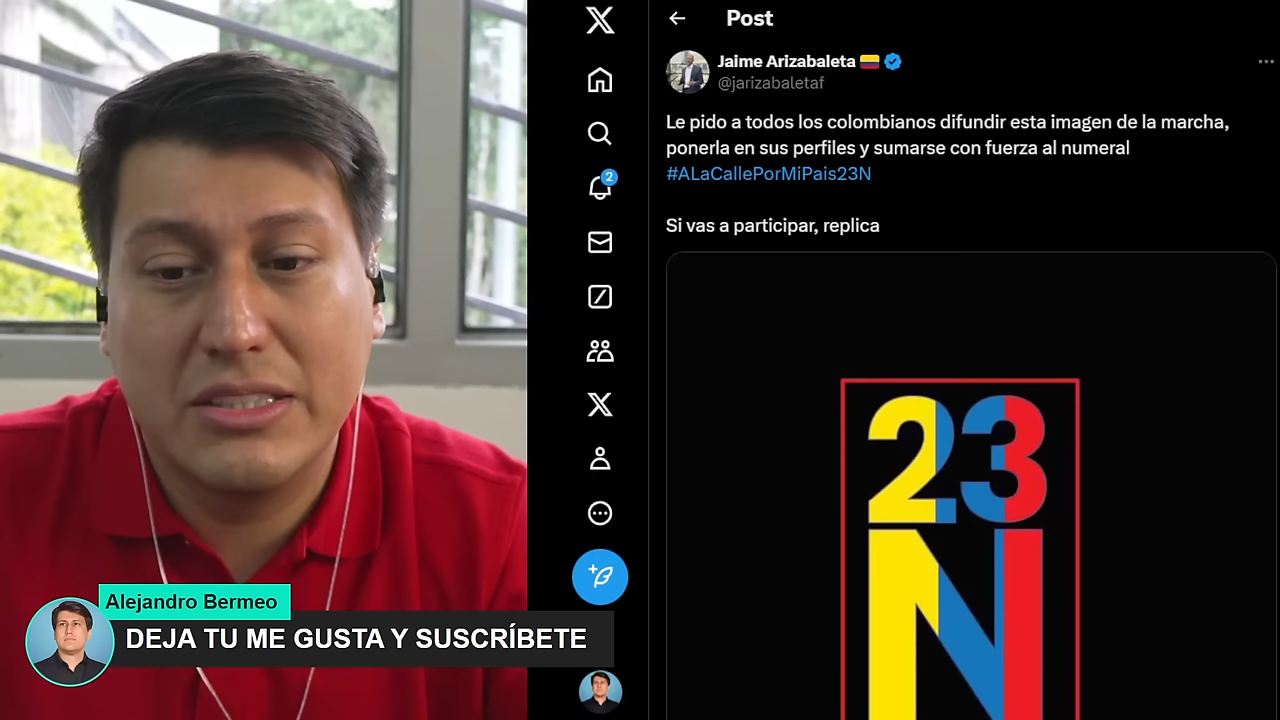 Post
Jaime Arizabaleta
@jarizabaletaf
Le pido a todos los colombianos difundir esta imagen de la marcha,
ponerla en sus perfiles y sumarse con fuerza al numeral
#ALaCallePorMiPais23N
Si vas a participar, replica
2
23
N
Alejandro Bermeo
DEJA TU ME GUSTA Y SUSCRÍBETE